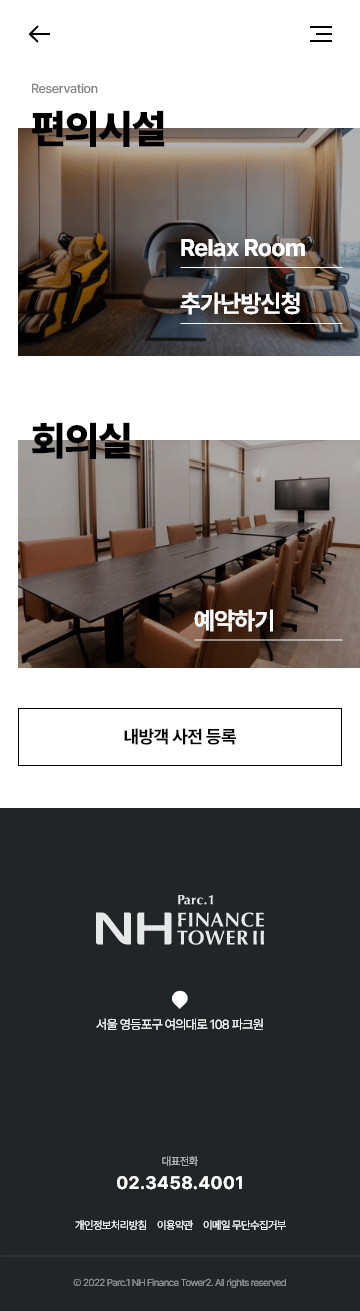 Reservation
편의시설
Relax Room
추가난방신청
회의실
예약하기
내방객 사전 등록
Parc.1
NH FINANCE
TOWER II
서울 영등포구 여의대로 108 파크원
대표전화
02.3458.4001
개인정보처리방침 이용약관 이메일 무단수집거부
© 2022 Parc.1 NH Finance Tower2. All rights reserved